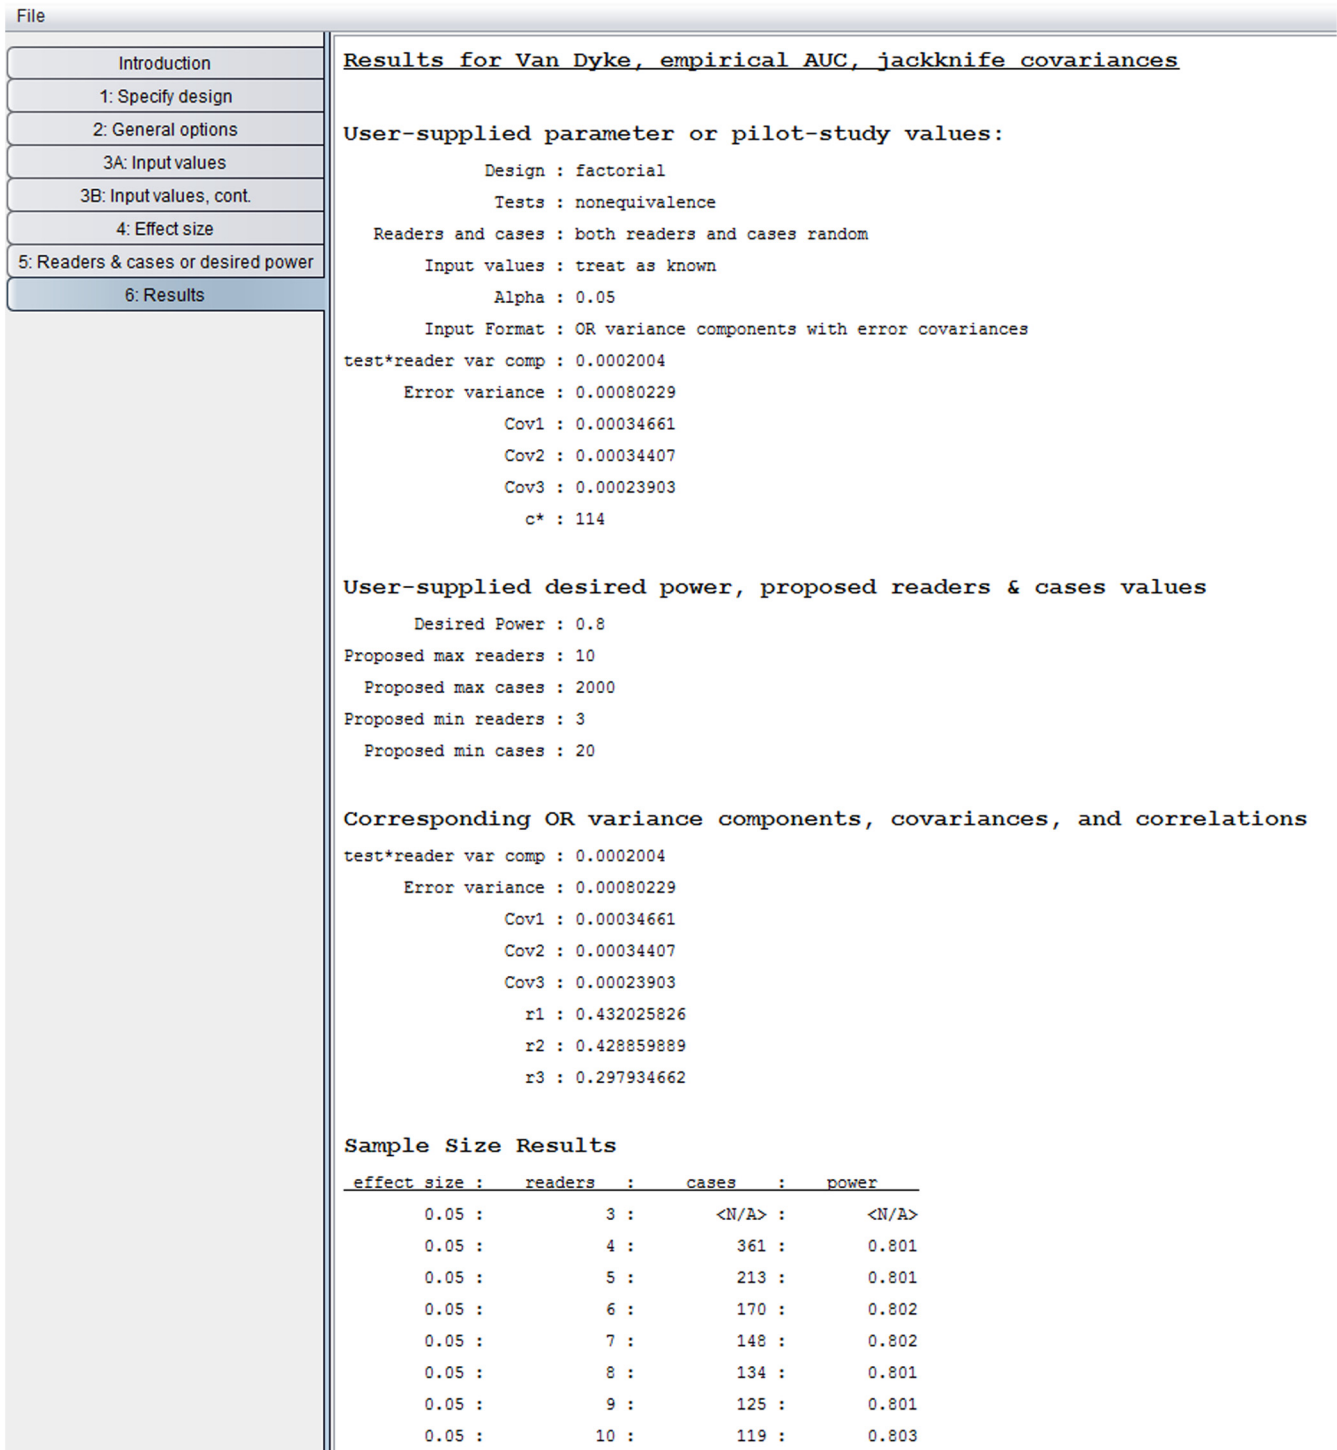 File
Introduction
1: Specify design
2: General options
3A: Input values
3B: Input values, cont.
4: Effect size
5: Readers & cases or desired power
6: Results
Results for Van Dyke, empirical AUC, jackknife covariances
User-supplied parameter or pilot-study values:
Design : factorial
Tests : nonequivalence
Readers and cases : both readers and cases random
Input values : treat as known
Alpha : 0.05
Input Format : OR variance components with error covariances
test*reader var comp : 0.0002004
Error variance : 0.00080229
Cov1 : 0.00034661
Cov2 : 0.00034407
Cov3 : 0.00023903
c* : 114
User-supplied desired power, proposed readers & cases values
Desired Power : 0.8
Proposed max readers : 10
Proposed max cases : 2000
Proposed min readers : 3
Proposed min cases : 20
Corresponding OR variance components, covariances, and correlations
test*reader var comp : 0.0002004
Error variance : 0.00080229
Cov1 : 0.00034661
Cov2 : 0.00034407
Cov3 : 0.00023903
r1 : 0.432025826
r2 : 0.428859889
r3 : 0.297934662
Sample Size Results
effect size : readers : cases : power
0.05 : 3 : <N/A> : <N/A>
0.05 : 4 : 361 : 0.801
0.05 : 5 : 213 : 0.801
0.05 : 6 : 170 : 0.802
0.05 : 7 : 148 : 0.802
0.05 : 8 : 134 : 0.801
0.05 : 9 : 125 : 0.801
0.05 : 10 : 119 : 0.803